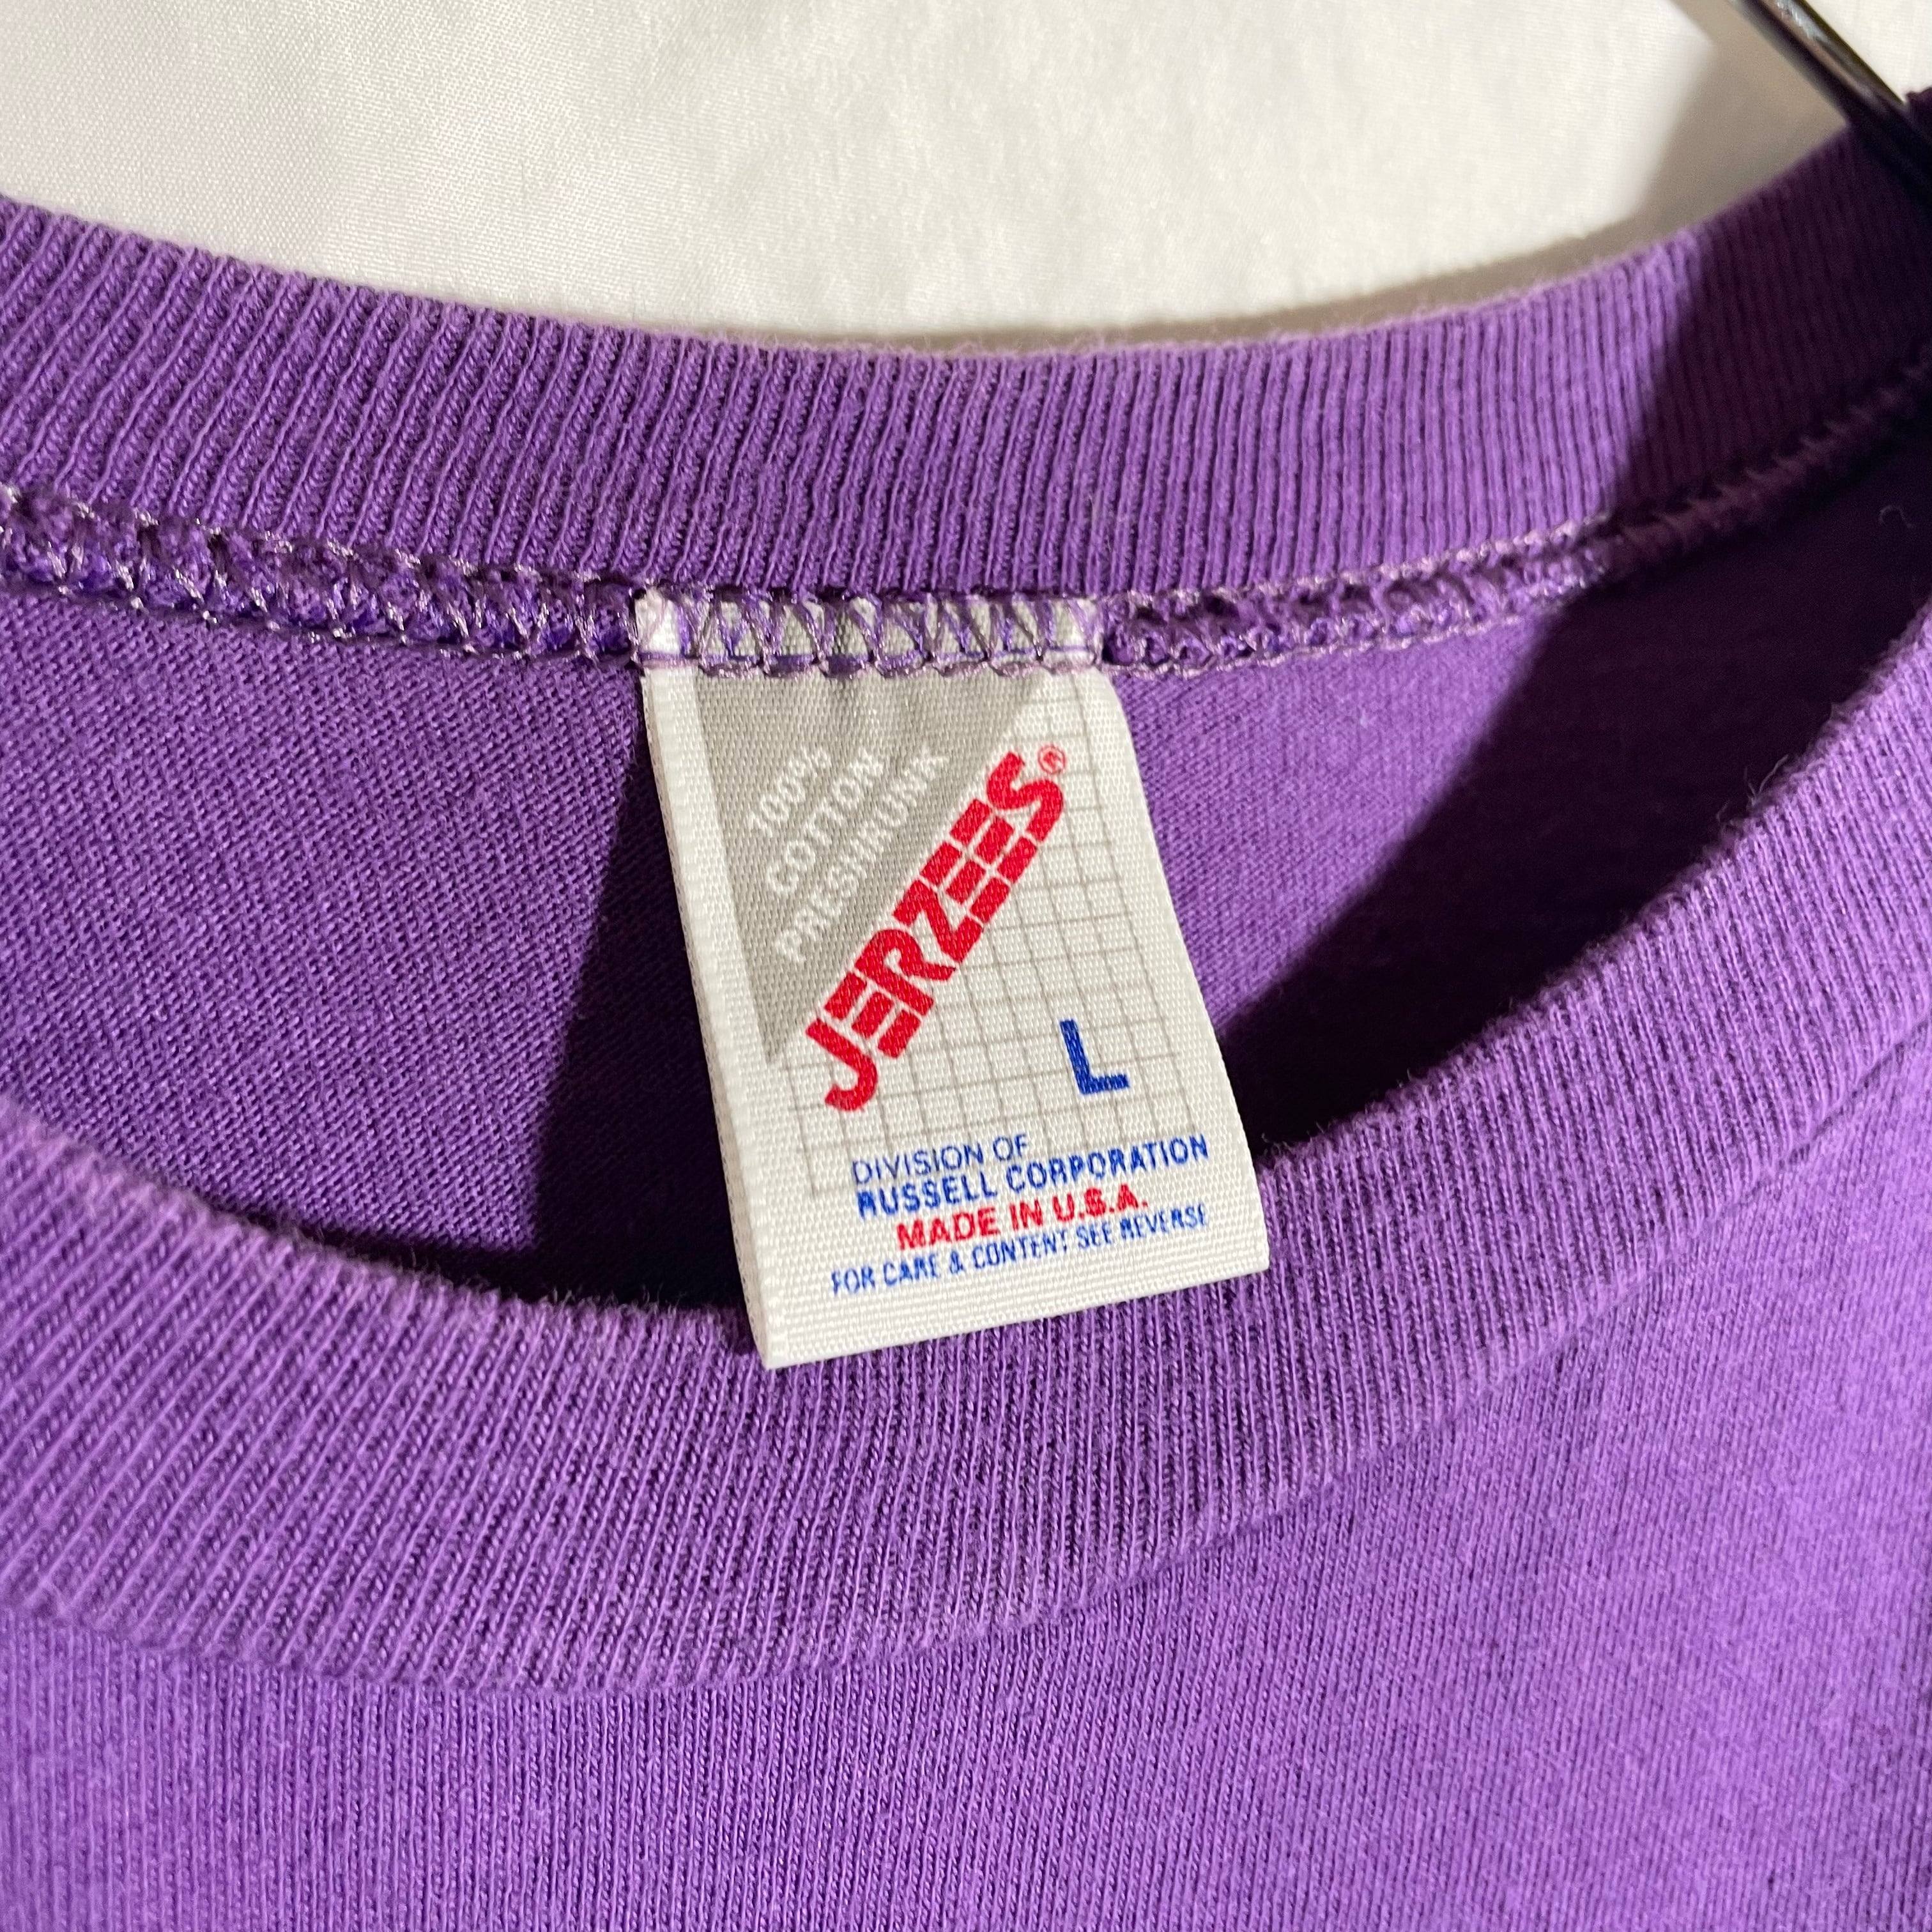 100%
COTTON
PRESHRUNK
JERZEES®
L
DIVISION OF
RUSSELL CORPORATION
MADE IN U.S.A.
FOR CARE & CONTENT SEE REVERSE